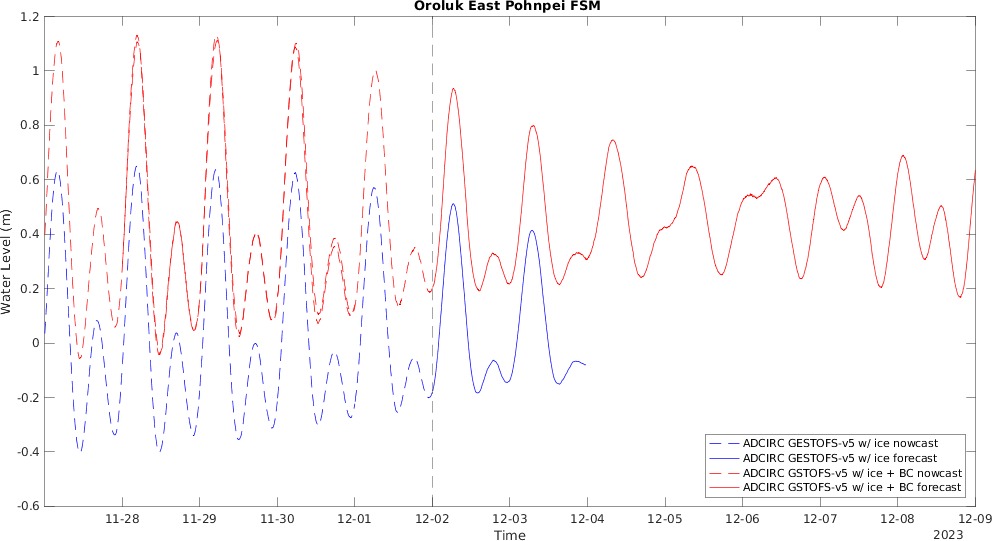 Oroluk East Pohnpei FSM
Water Level (m)
1.2
1
0.8
0.6
0.4
0.2
0
-0.2
-0.4
-0.6
ADCIRC GESTOFS-v5 w/ ice nowcast
ADCIRC GESTOFS-v5 w/ ice forecast
ADCIRC GSTOFS-v5 w/ ice + BC nowcast
ADCIRC GSTOFS-v5 w/ ice + BC forecast
11-28 11-29 11-30 12-01 12-02 12-03 12-04 12-05 12-06 12-07 12-08 12-09
Time
2023